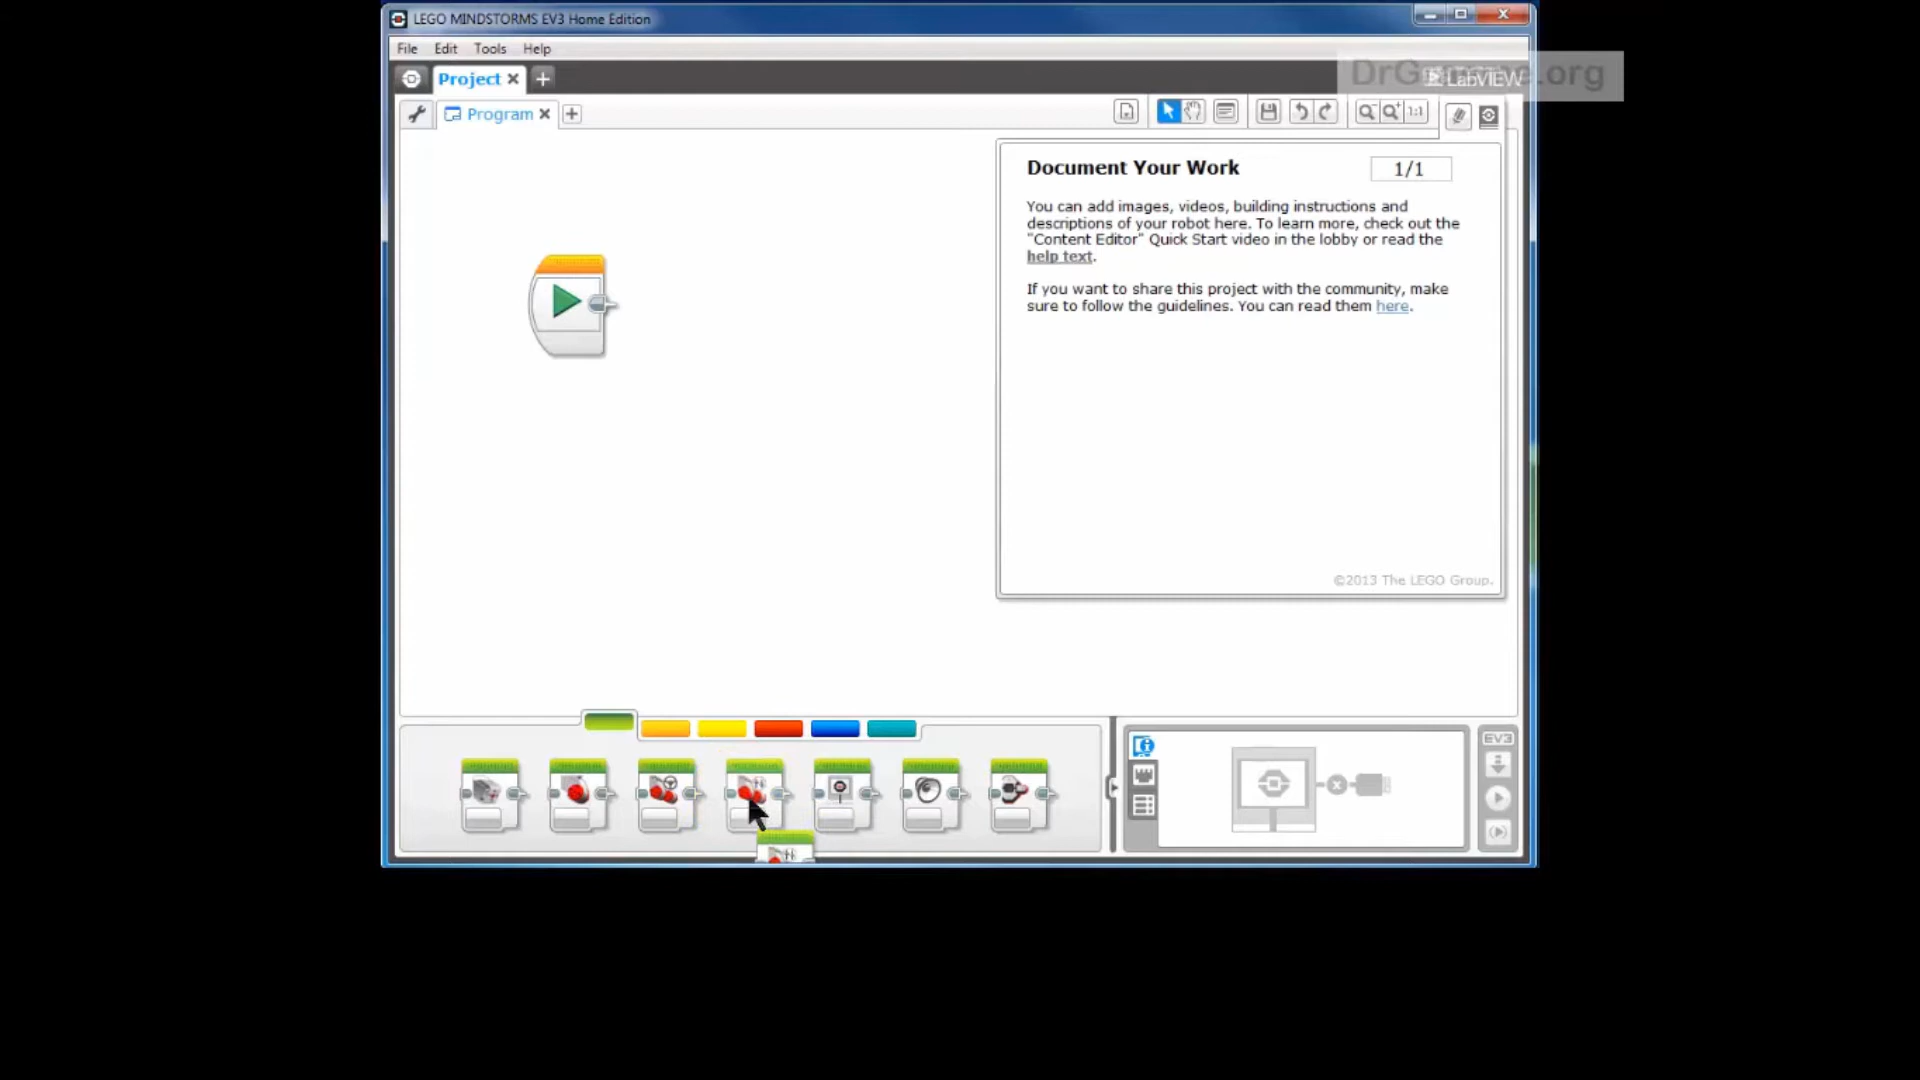 LEGO MINDSTORMS EV3 Home Edition
File Edit Tools Help
Project
LabVIEW
Program
1:1
Document Your Work
1/1
You can add images, videos, building instructions and
descriptions of your robot here. To learn more, check out the
"Content Editor" Quick Start video in the lobby or read the
help text.
If you want to share this project with the community, make
sure to follow the guidelines. You can read them here.
©2013 The LEGO Group.
EV3